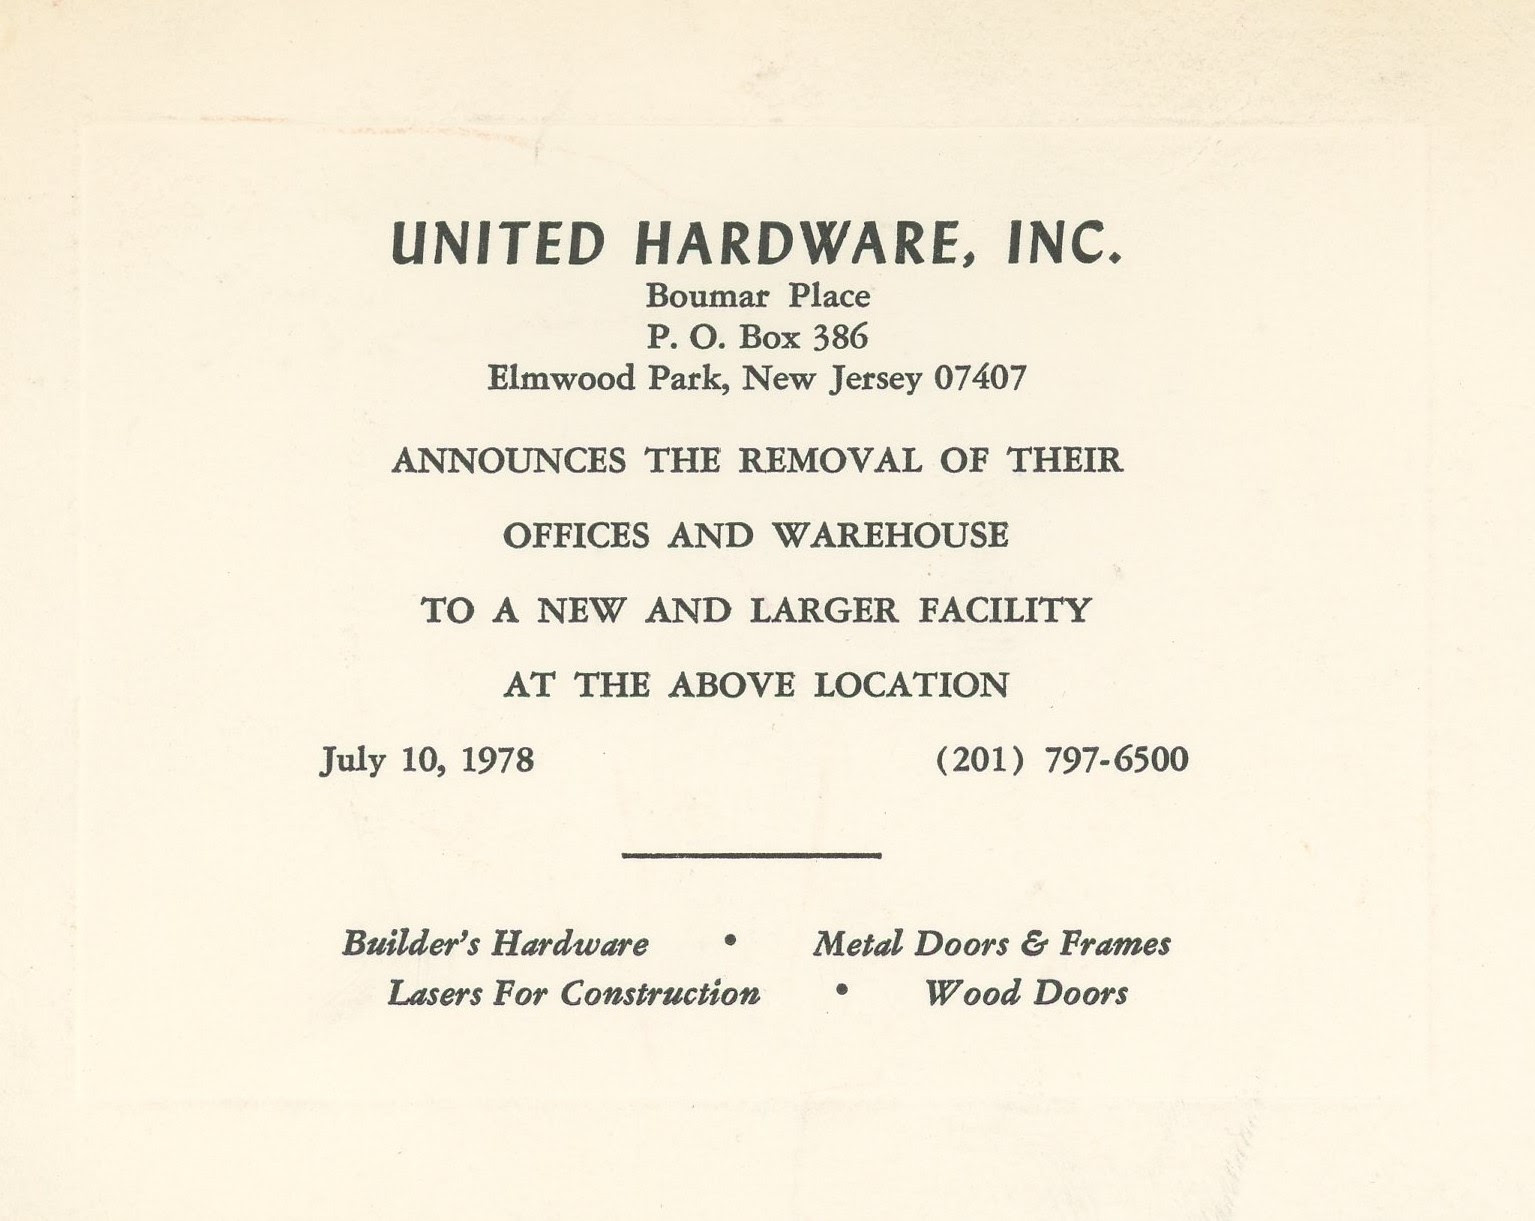 UNITED HARDWARE, INC.
Boumar Place
P. O. Box 386
Elmwood Park, New Jersey 07407
ANNOUNCES THE REMOVAL OF THEIR
OFFICES AND WAREHOUSE
TO A NEW AND LARGER FACILITY
AT THE ABOVE LOCATION
July 10, 1978 (201) 797-6500
Builder's Hardware • Metal Doors & Frames
Lasers For Construction • Wood Doors